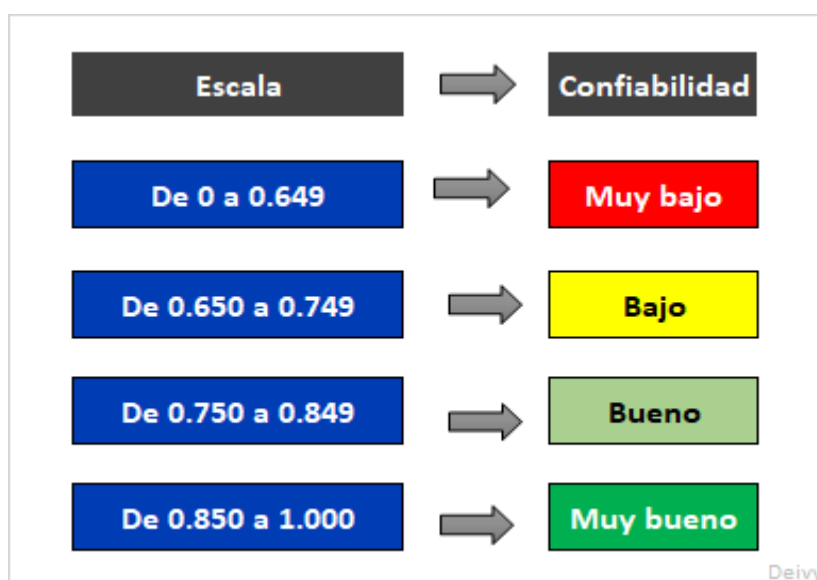 Escala Confiabilidad
De 0 a 0.649 Muy bajo
De 0.650 a 0.749 Bajo
De 0.750 a 0.849 Bueno
De 0.850 a 1.000 Muy bueno